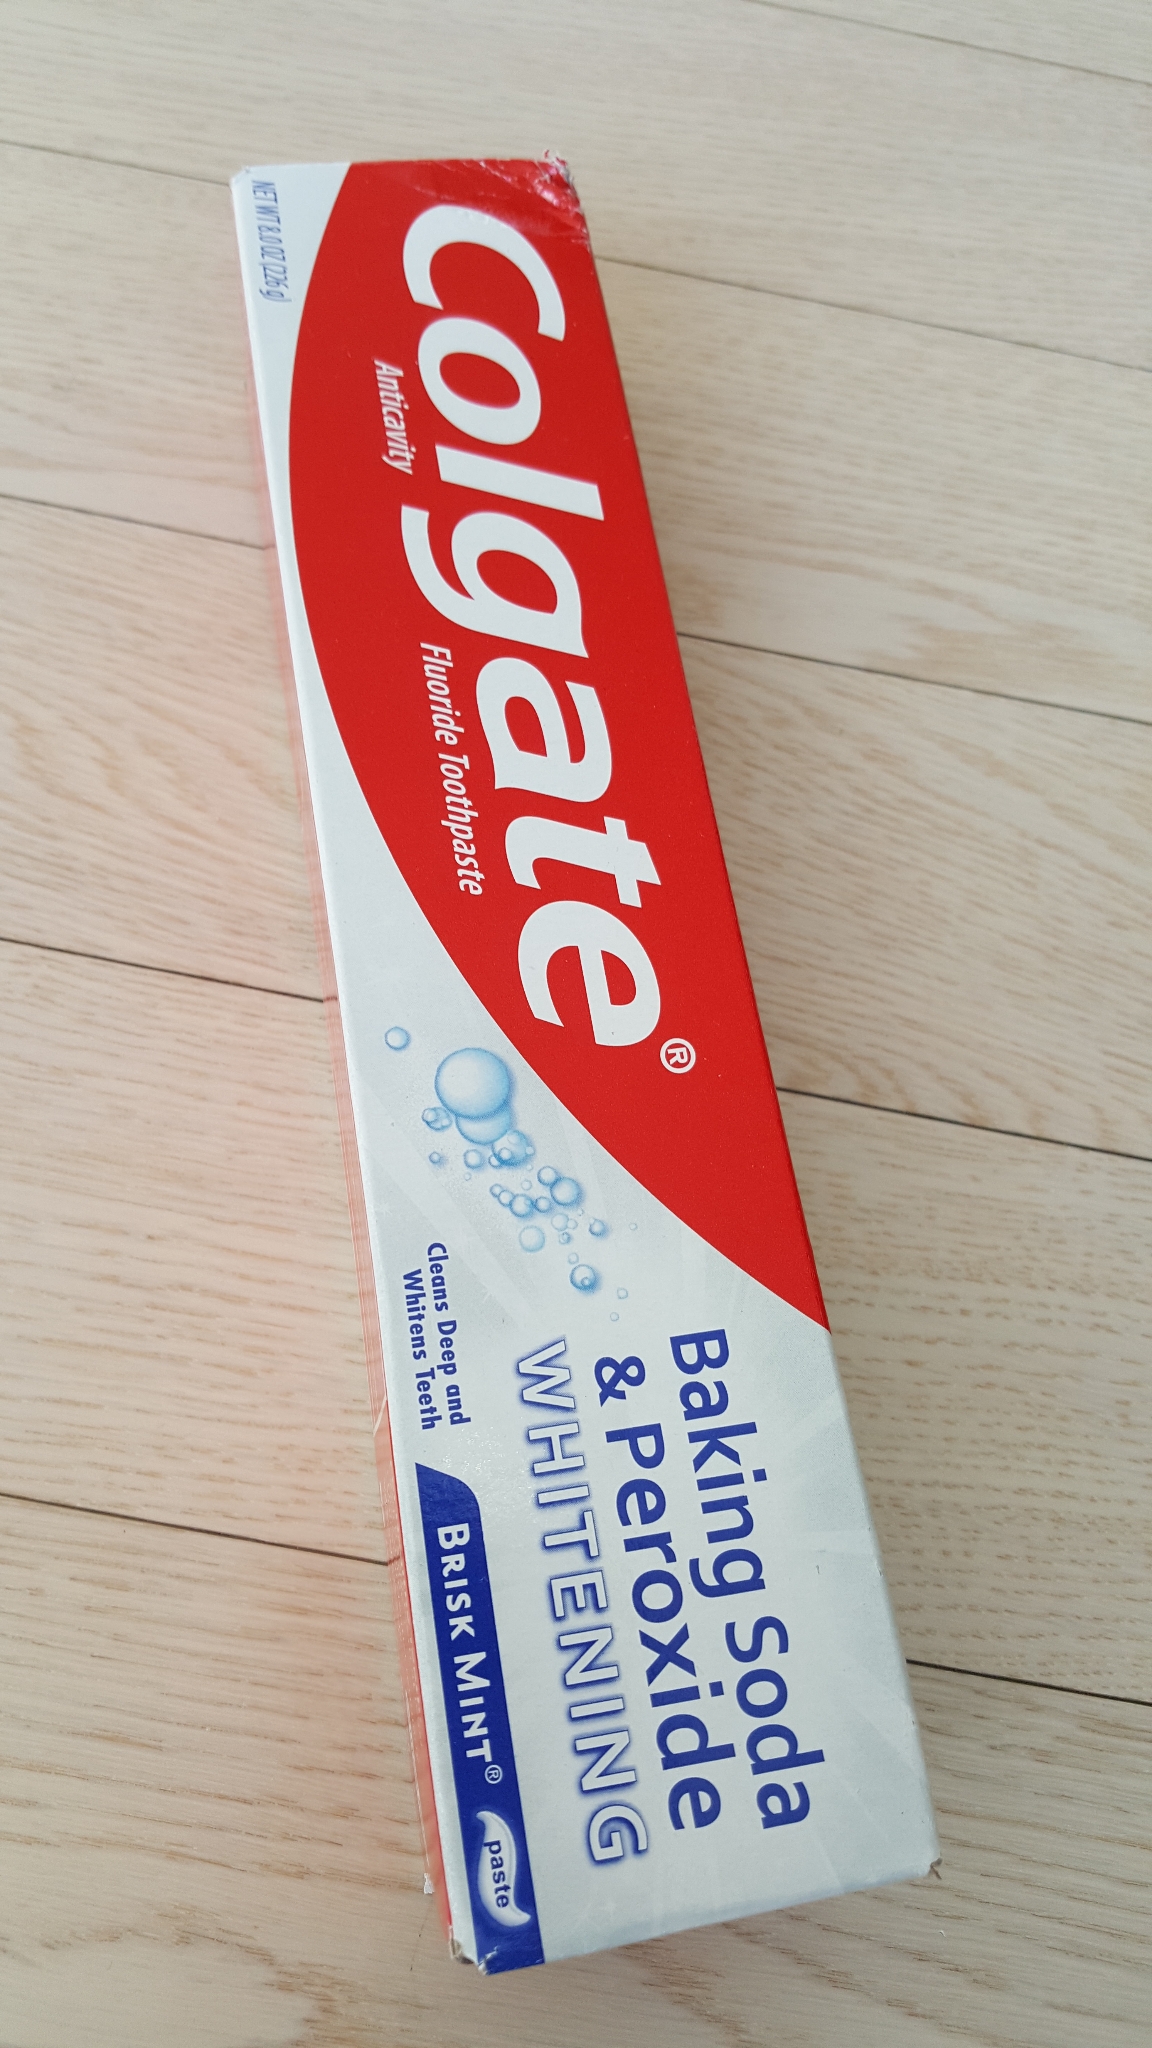 Colgate®
Anticavity Fluoride Toothpaste
NET WT 8.0 OZ (226 g)
Baking Soda
& Peroxide
WHITENING
Cleans Deep and
Whitens Teeth
BRISK MINT® paste